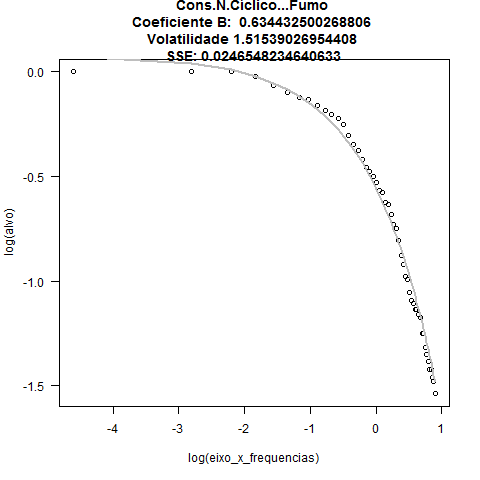 Cons.N.Ciclico...Fumo
Coeficiente B:  0.634432500268806
Volatilidade 1.51539026954408
SSE: 0.0246548234640633
0.0
-0.5
-1.0
-1.5
log(alvo)
-4
-3
-2
-1
0
1
log(eixo_x_frequencias)